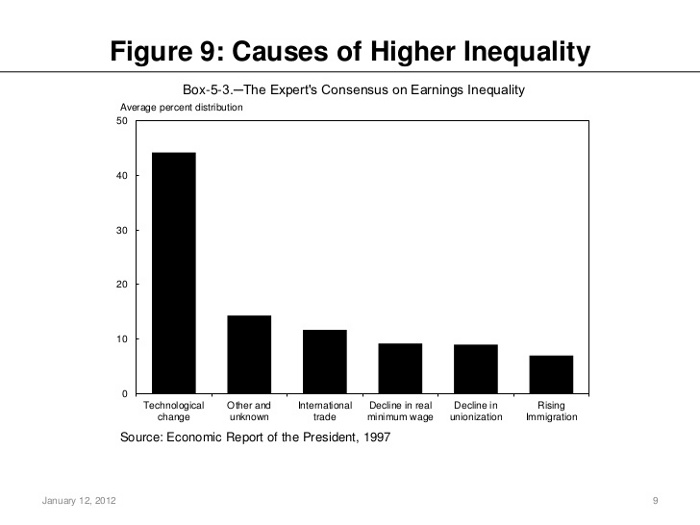 Figure 9: Causes of Higher Inequality
Box-5-3.—The Expert's Consensus on Earnings Inequality
Average percent distribution
50
40
30
20
10
0
Technological change
Other and unknown
International trade
Decline in real minimum wage
Decline in unionization
Rising Immigration
Source: Economic Report of the President, 1997
January 12, 2012
9